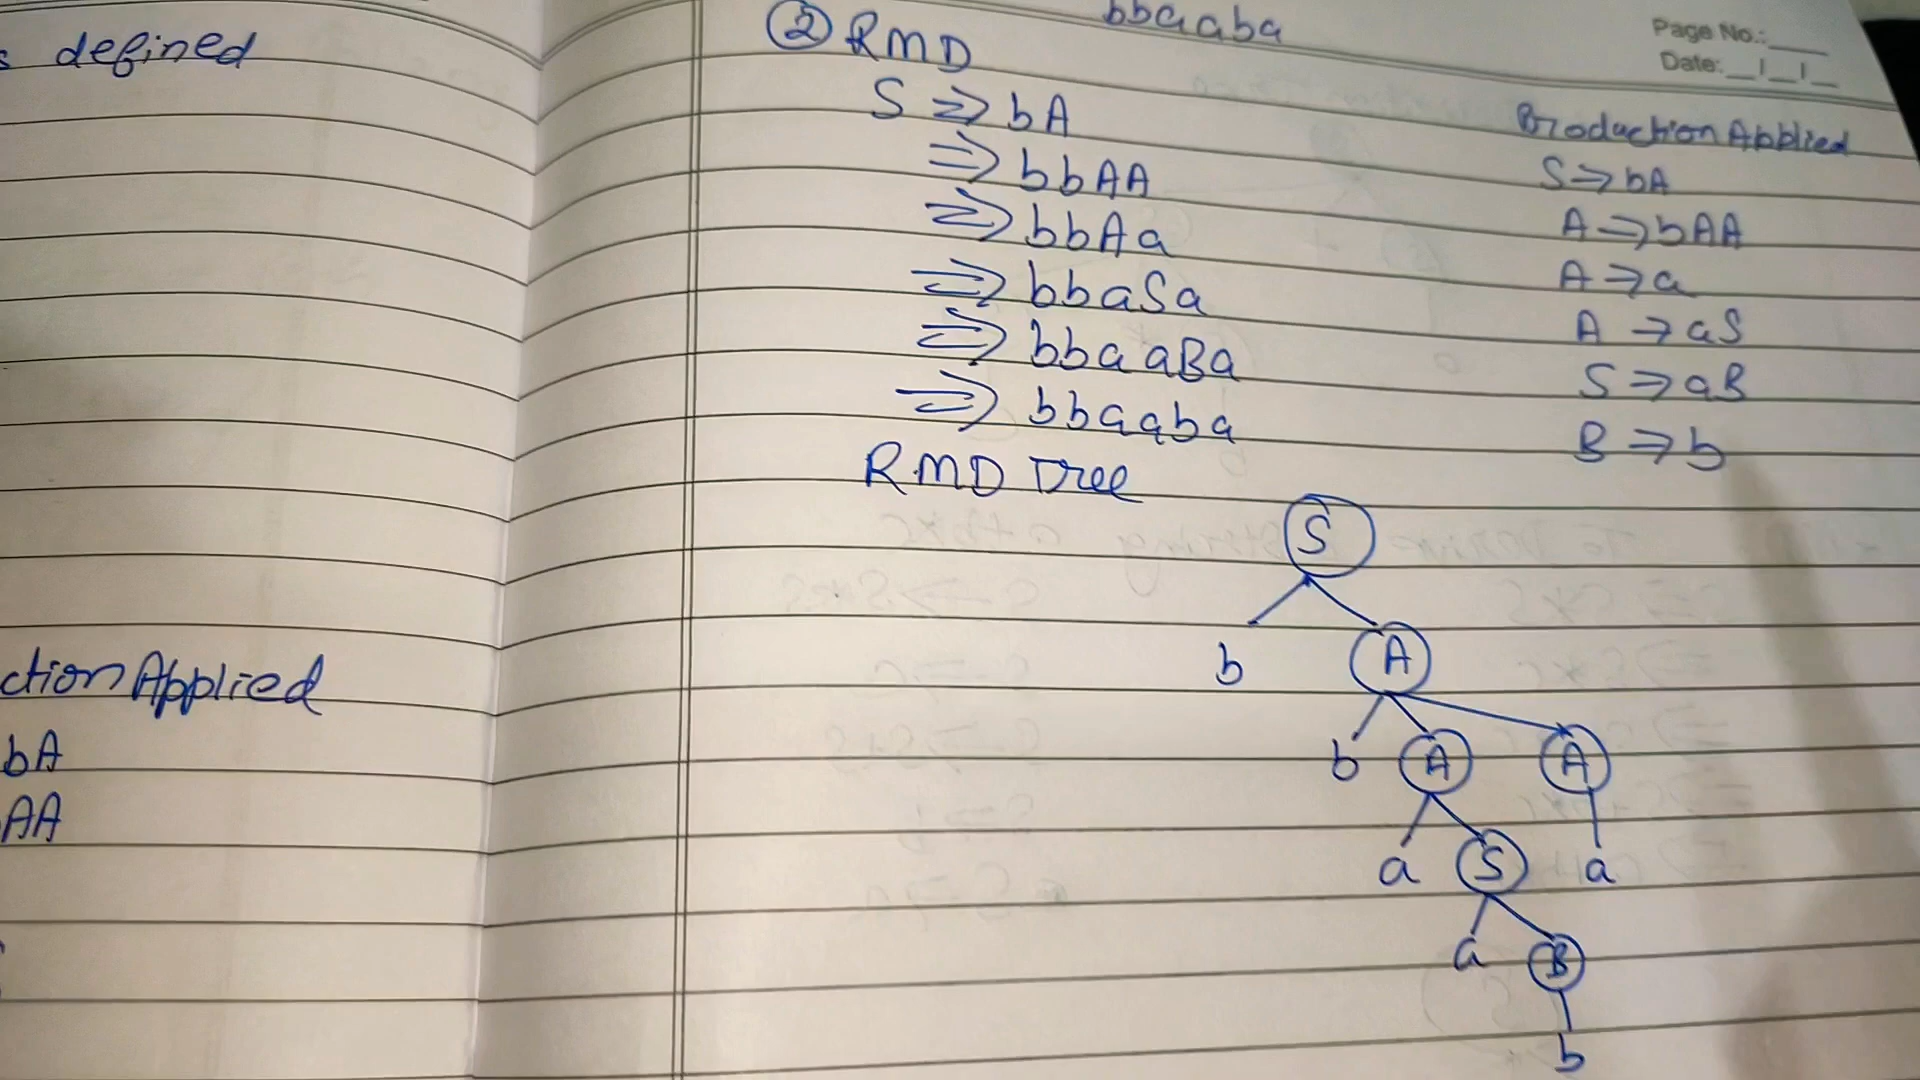 s defined
ction Applied
bA
AA
bbaaba
Page No.:
Date:
② RMD
S ⇒ bA
⇒ bbAA
⇒ bbAa
⇒ bbaSa
⇒ bbaaBa
⇒ bbaaba
Production Applied
S → bA
A → bAA
A → a
A → aS
S → aB
B → b
RMD Tree
S
b A
b A A
a S a
a B
b